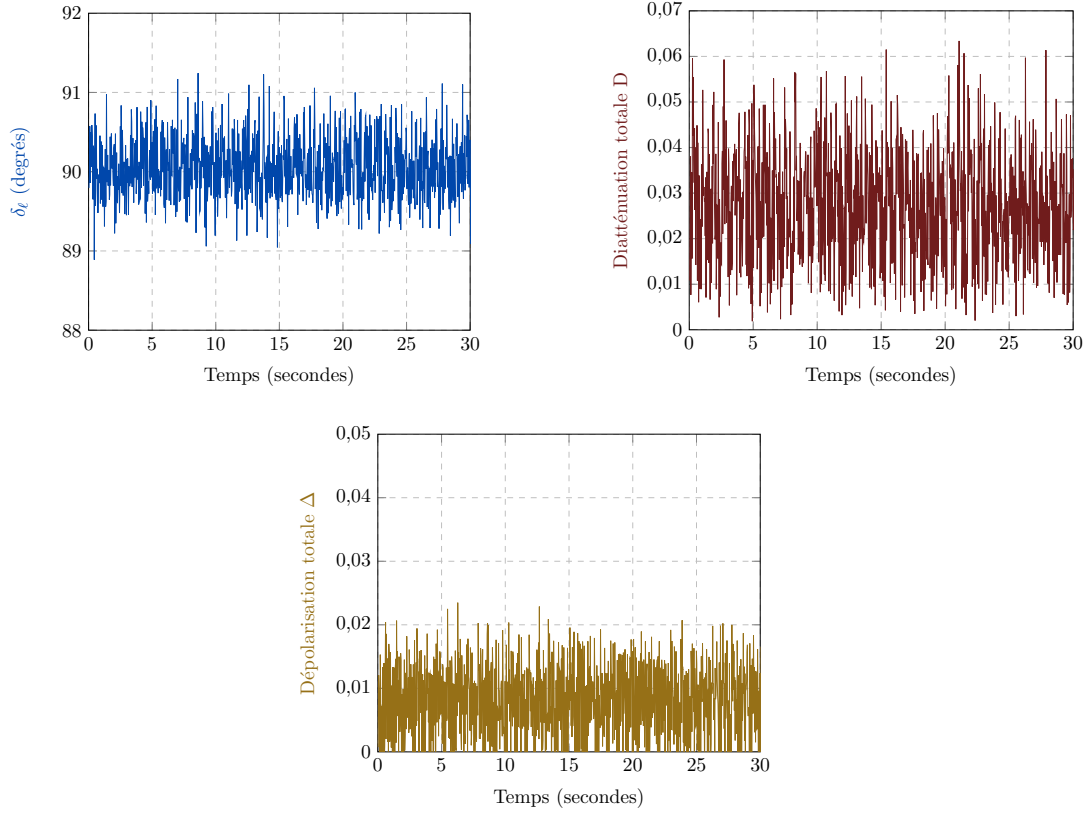 92
91
90
89
88
δℓ (degrés)
0 5 10 15 20 25 30
Temps (secondes)
0,07
0,06
0,05
0,04
0,03
0,02
0,01
0
Diatténuation totale D
0 5 10 15 20 25 30
Temps (secondes)
0,05
0,04
0,03
0,02
0,01
0
Dépolarisation totale Δ
0 5 10 15 20 25 30
Temps (secondes)